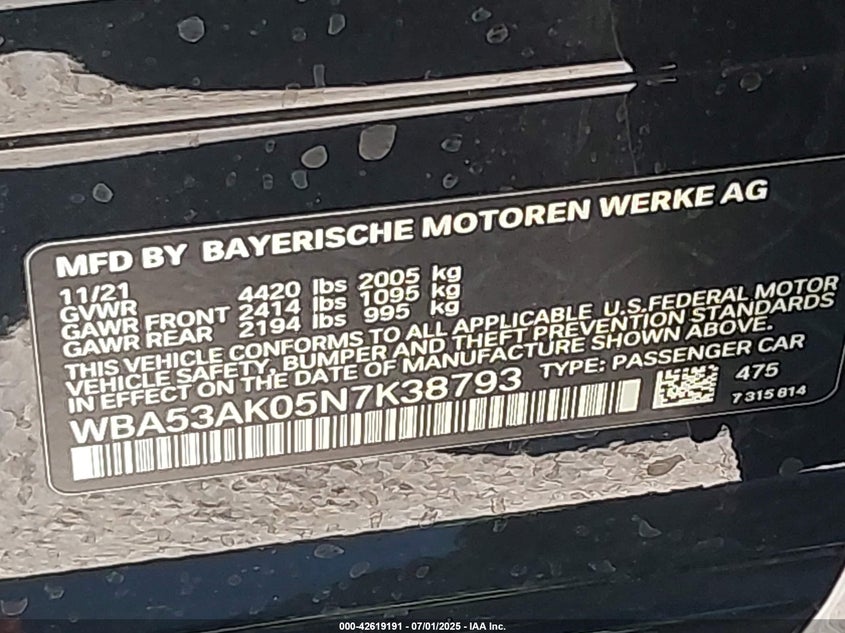 MFD BY BAYERISCHE MOTOREN WERKE AG
11/21
GVWR 4420 lbs 2005 kg
GAWR FRONT 2414 lbs 1095 kg
GAWR REAR 2194 lbs 995 kg
THIS VEHICLE CONFORMS TO ALL APPLICABLE U.S.FEDERAL MOTOR
VEHICLE SAFETY, BUMPER AND THEFT PREVENTION STANDARDS
IN EFFECT ON THE DATE OF MANUFACTURE SHOWN ABOVE.
WBA53AK05N7K38793 TYPE: PASSENGER CAR
475
7 315 614
000-42619191 - 07/01/2025 - IAA Inc.